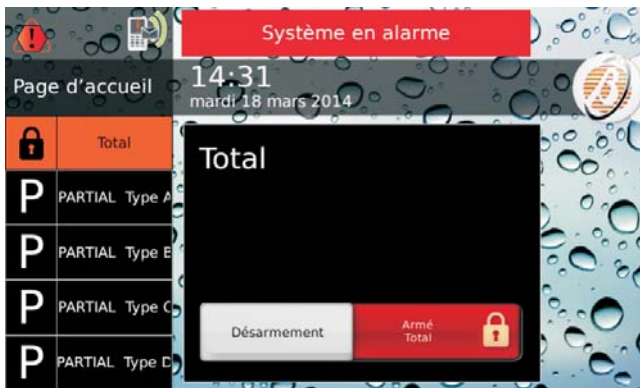 Système en alarme
Page d'accueil
14:31
mardi 18 mars 2014
Total
P PARTIAL Type A
P PARTIAL Type B
P PARTIAL Type C
P PARTIAL Type D
Total
Désarmement
Armé
Total